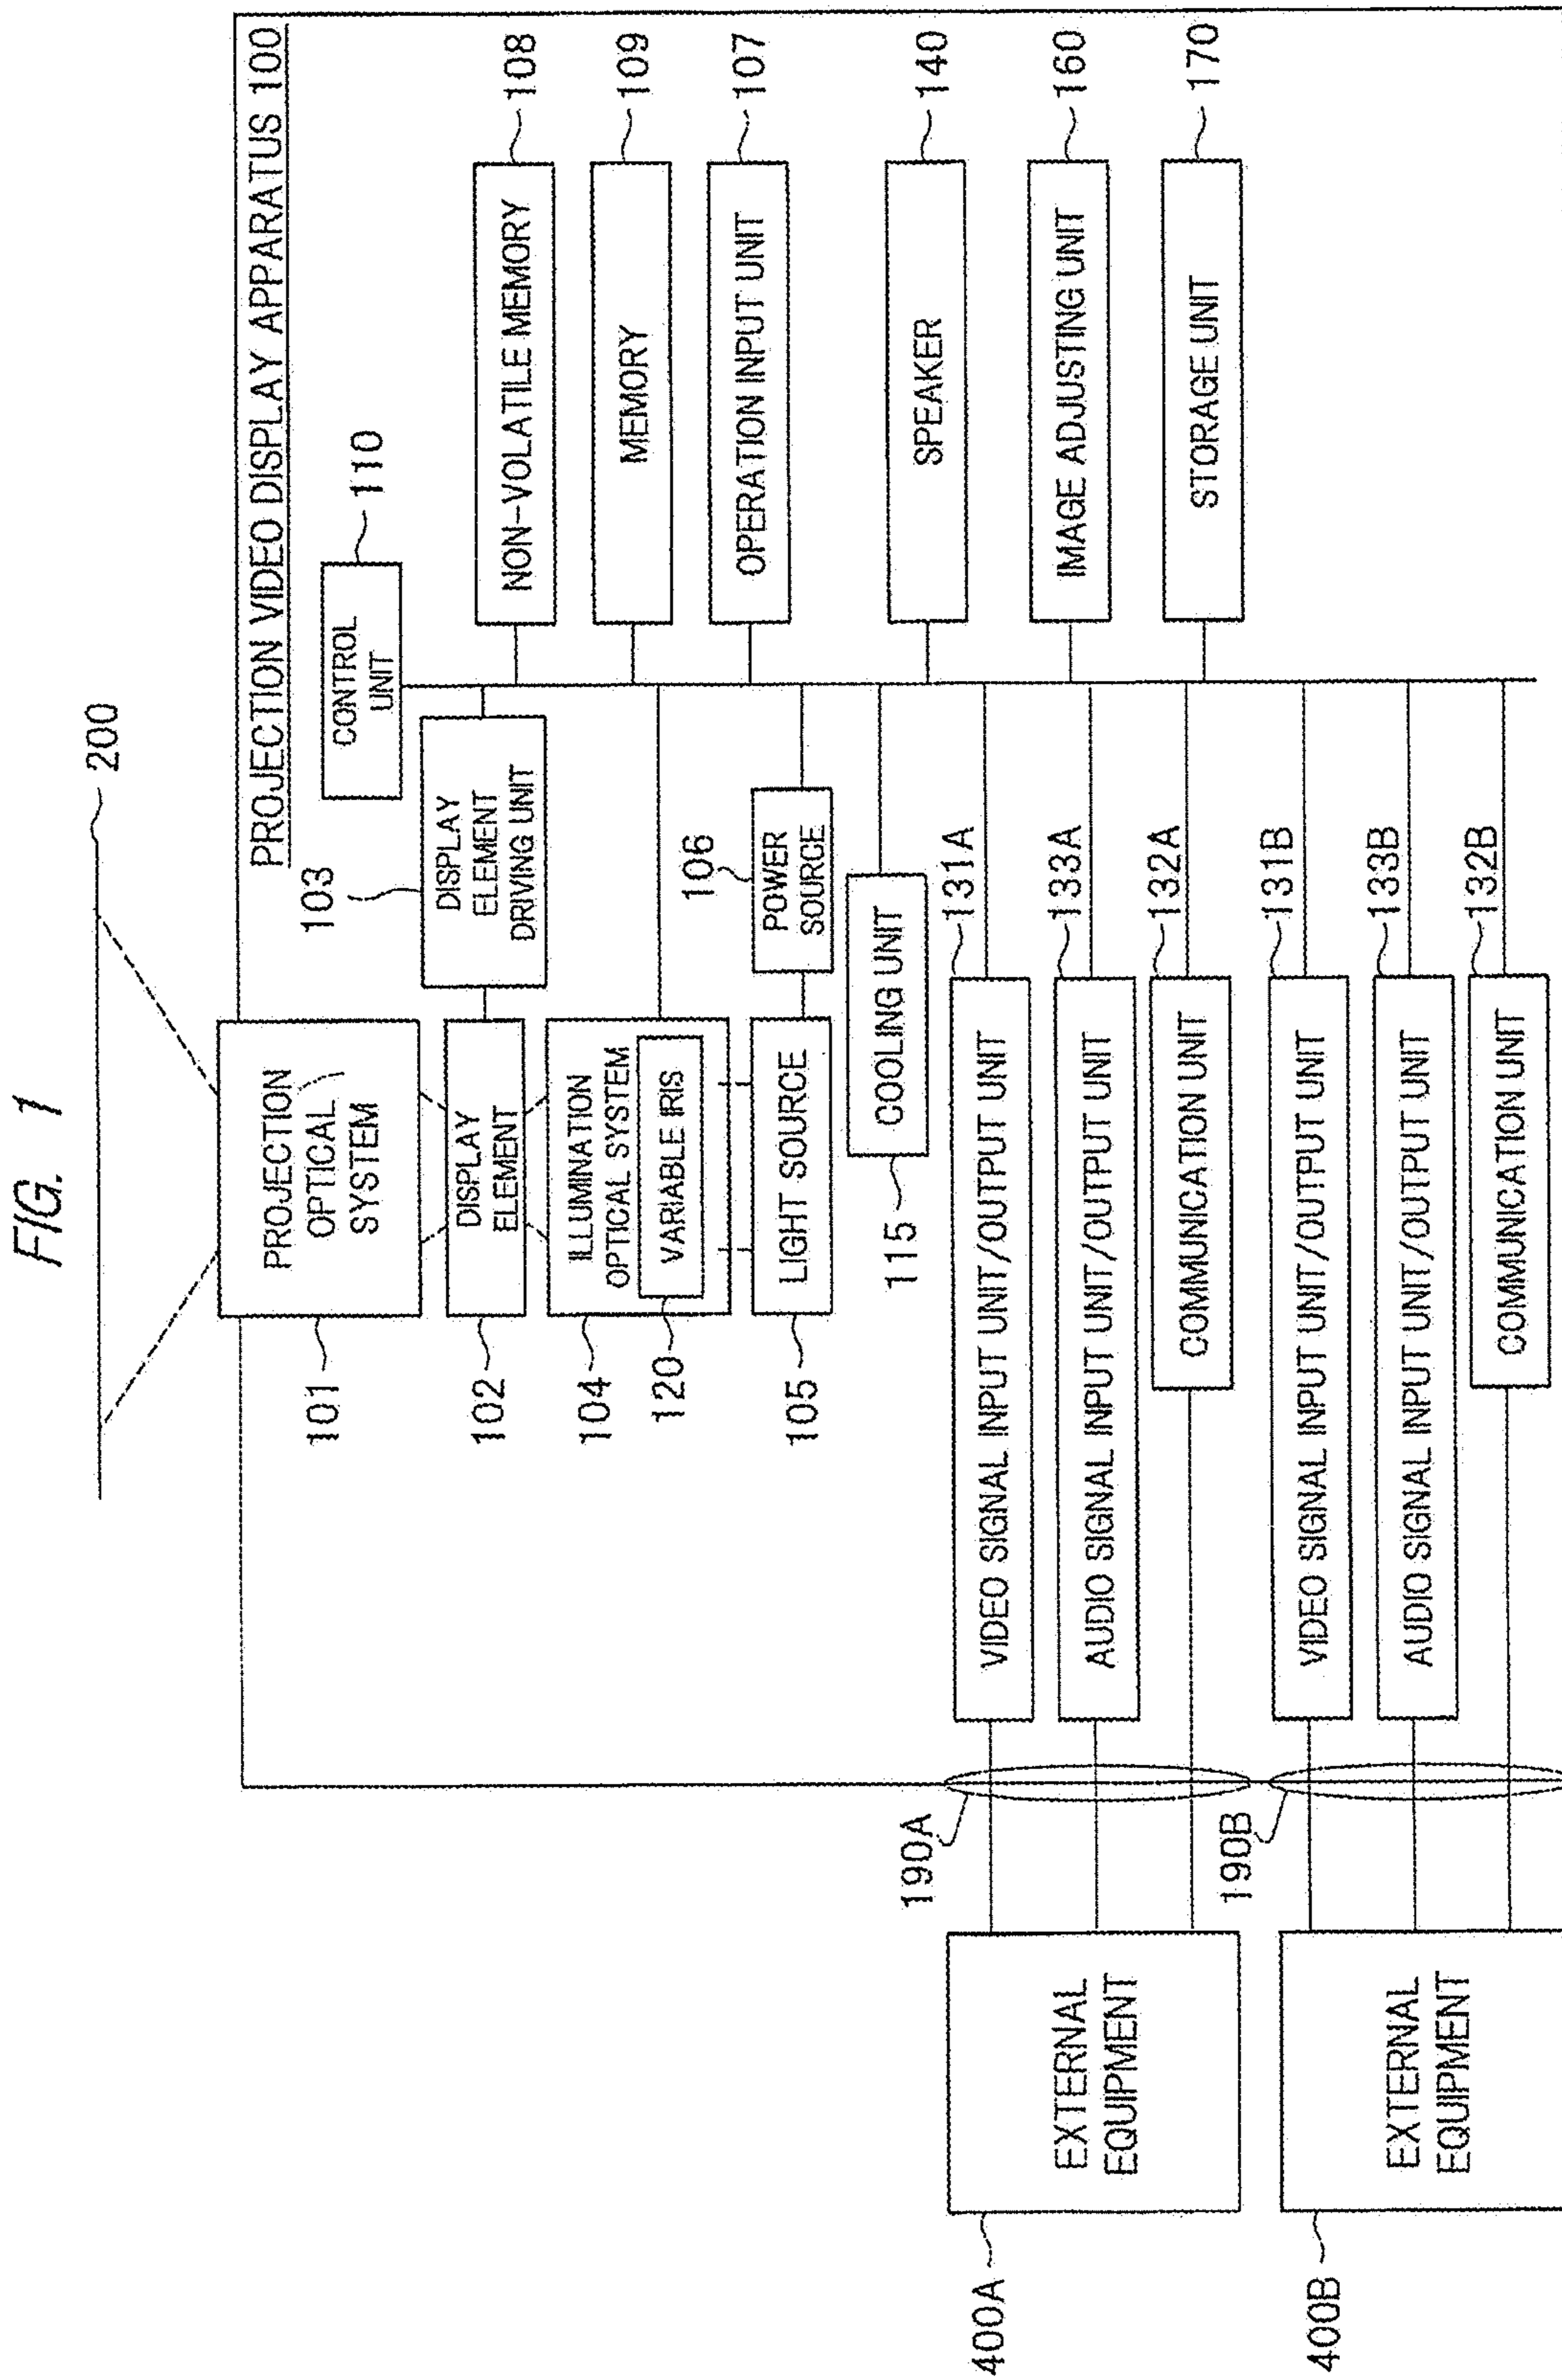 FIG. 1
200
PROJECTION VIDEO DISPLAY APPARATUS 100
PROJECTION
OPTICAL
SYSTEM
101
CONTROL
UNIT
110
103
DISPLAY
ELEMENT
DRIVING UNIT
DISPLAY
ELEMENT
102
NON-VOLATILE MEMORY
108
ILLUMINATION
OPTICAL SYSTEM
VARIABLE IRIS
104
120
MEMORY
109
106
POWER
SOURCE
LIGHT SOURCE
105
OPERATION INPUT UNIT
107
COOLING UNIT
115
SPEAKER
140
190A
VIDEO SIGNAL INPUT UNIT/OUTPUT UNIT
131A
IMAGE ADJUSTING UNIT
160
EXTERNAL
EQUIPMENT
400A
AUDIO SIGNAL INPUT UNIT/OUTPUT UNIT
133A
COMMUNICATION UNIT
132A
STORAGE UNIT
170
190B
VIDEO SIGNAL INPUT UNIT/OUTPUT UNIT
131B
EXTERNAL
EQUIPMENT
400B
AUDIO SIGNAL INPUT UNIT/OUTPUT UNIT
133B
COMMUNICATION UNIT
132B